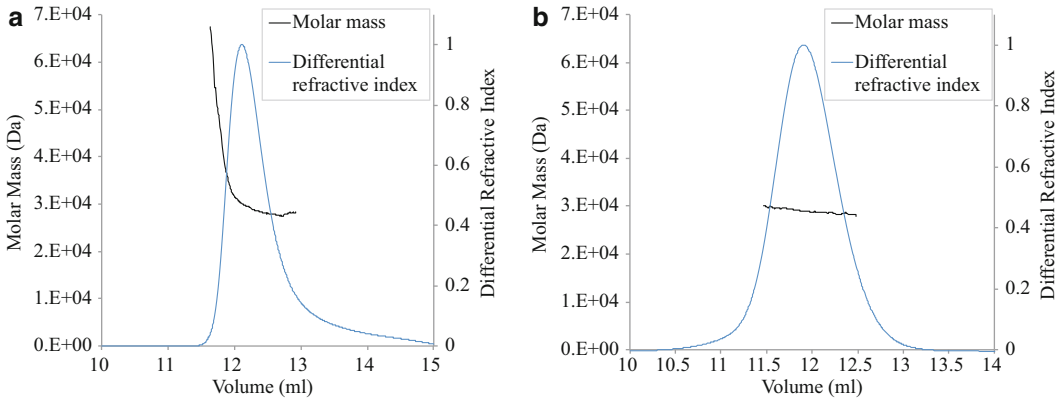 a
7.E+04
6.E+04
5.E+04
4.E+04
3.E+04
2.E+04
1.E+04
0.E+00
Molar Mass (Da)
Molar mass
Differential
refractive index
1
0.8
0.6
0.4
0.2
0
Differential Refractive Index
10 11 12 13 14 15
Volume (ml)
b
7.E+04
6.E+04
5.E+04
4.E+04
3.E+04
2.E+04
1.E+04
0.E+00
Molar Mass (Da)
Molar mass
Differential
refractive index
1
0.8
0.6
0.4
0.2
0
Differential Refractive Index
10 10.5 11 11.5 12 12.5 13 13.5 14
Volume (ml)